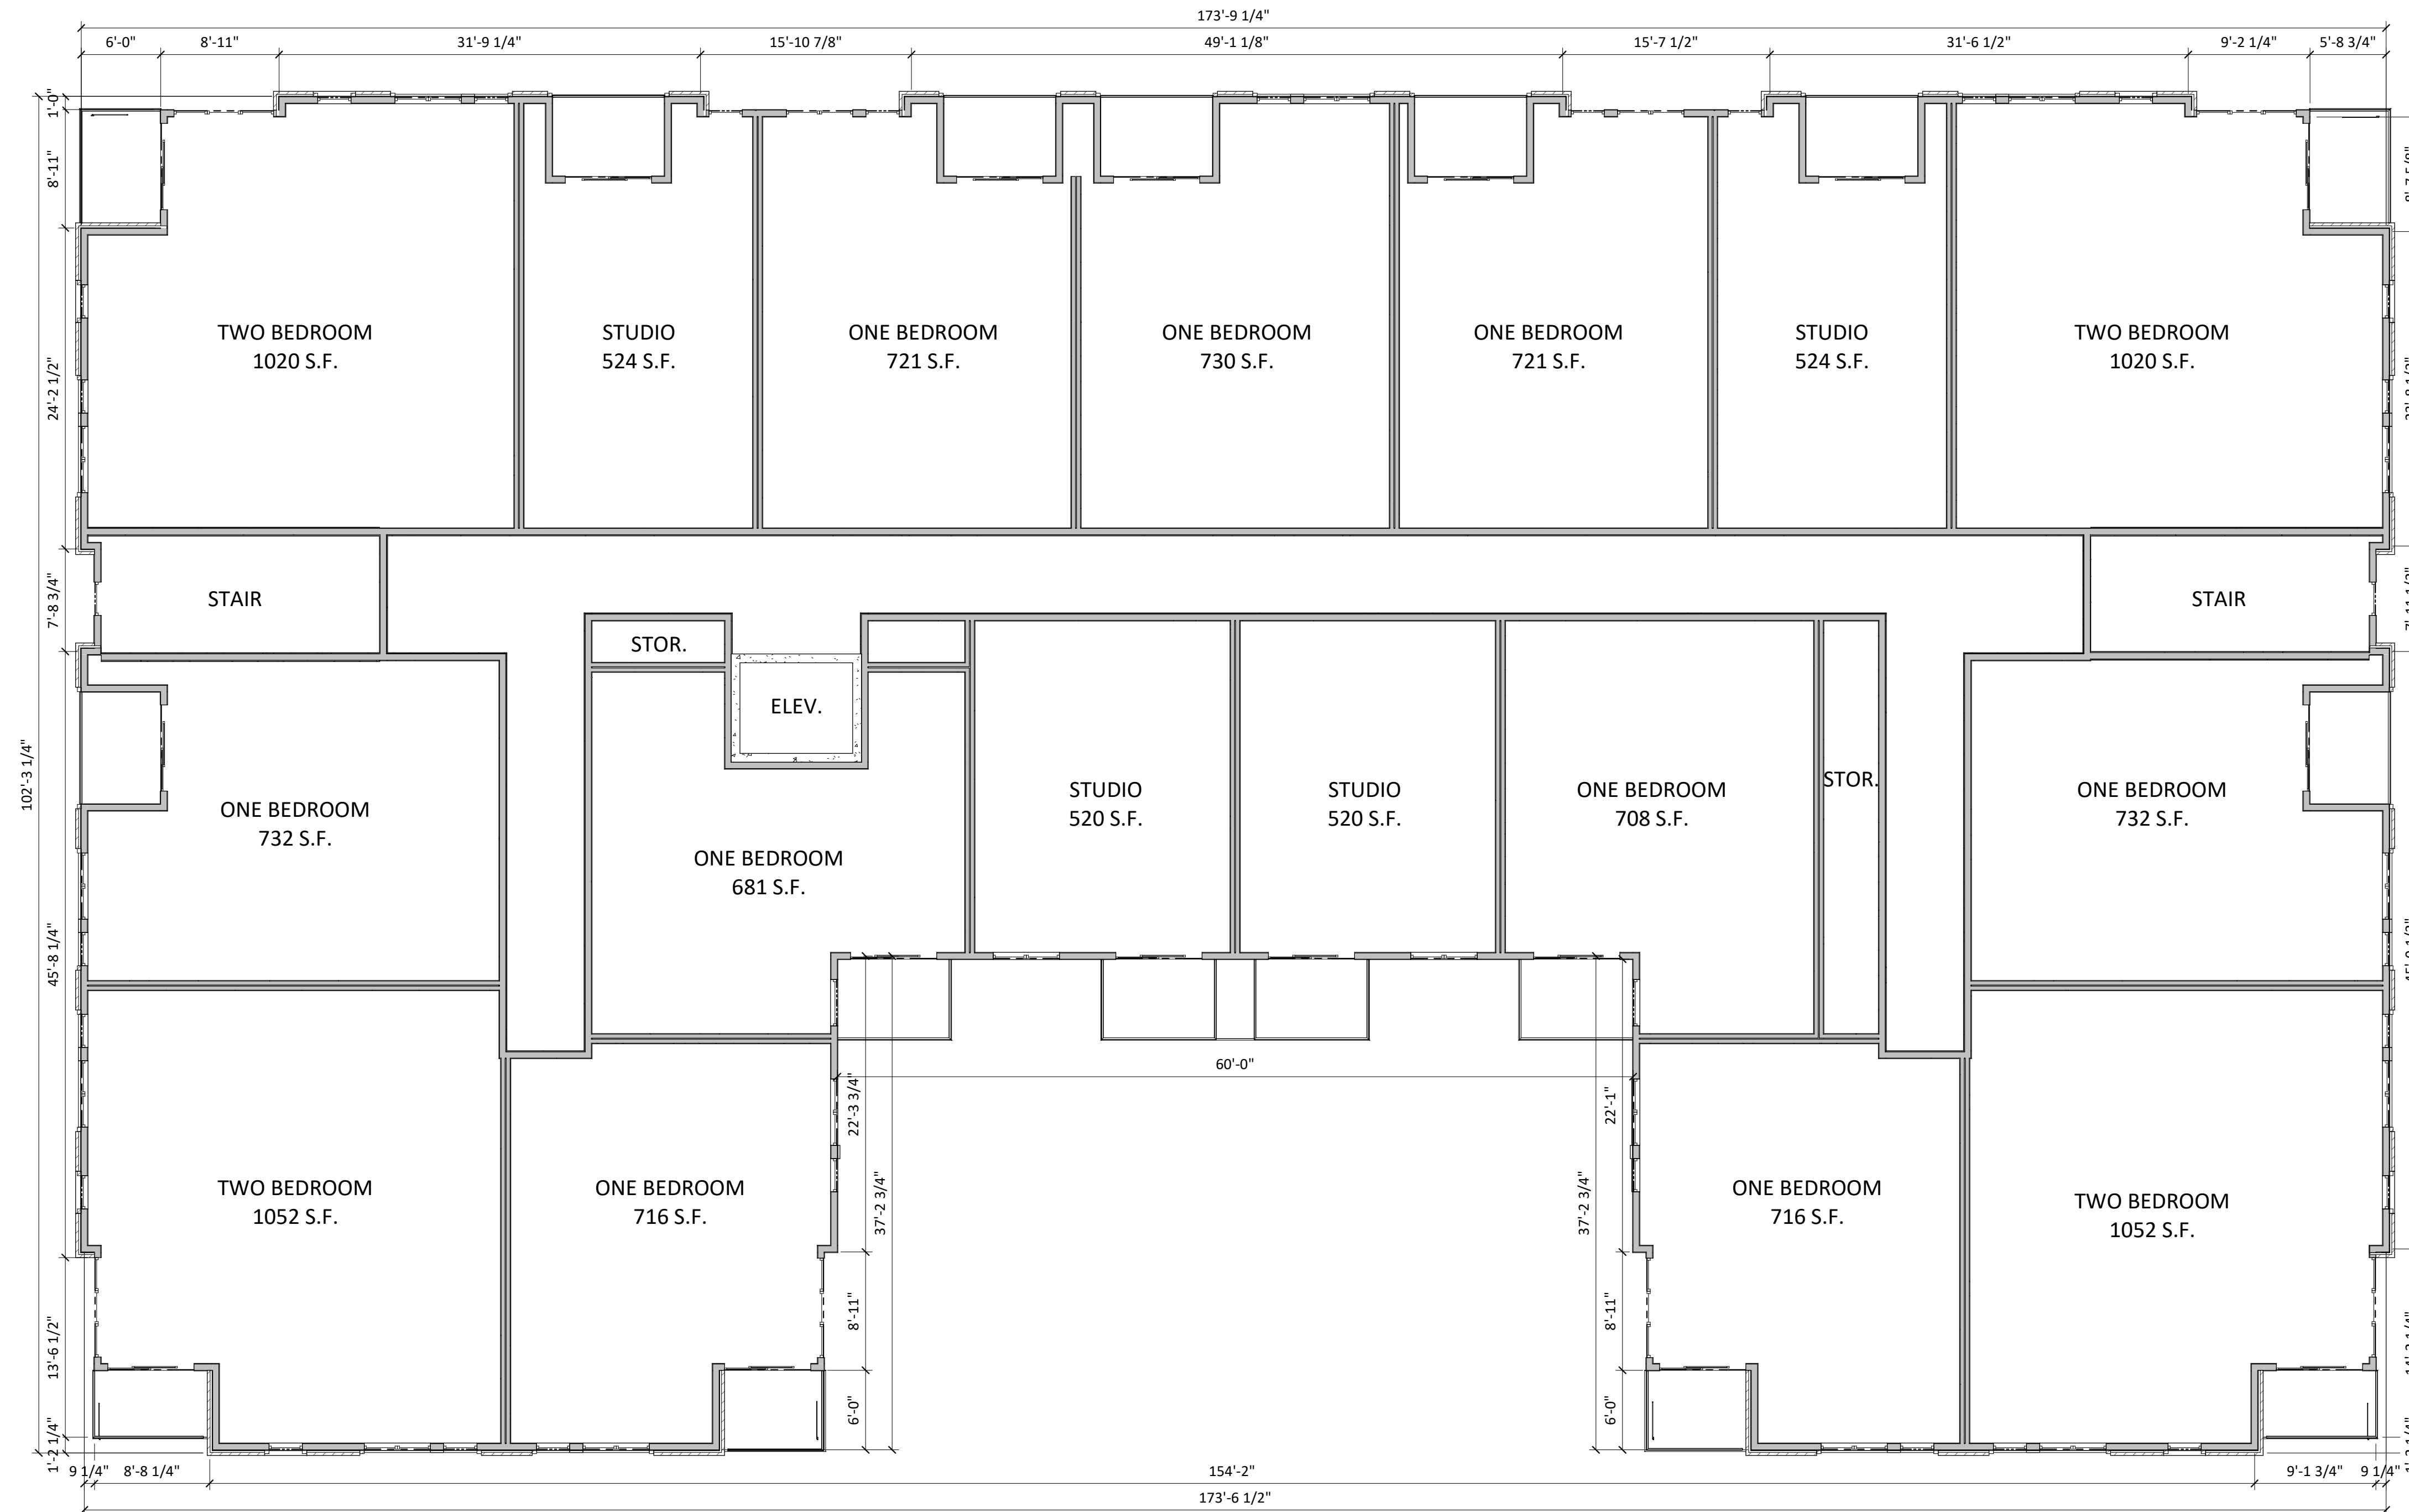 173'-9 1/4"
6'-0"
8'-11"
31'-9 1/4"
15'-10 7/8"
49'-1 1/8"
15'-7 1/2"
31'-6 1/2"
9'-2 1/4"
5'-8 3/4"
1'-0"
8'-11"
24'-2 1/2"
7'-8 3/4"
102'-3 1/4"
45'-8 1/4"
13'-6 1/2"
1'-2 1/4"
TWO BEDROOM
1020 S.F.
STUDIO
524 S.F.
ONE BEDROOM
721 S.F.
ONE BEDROOM
730 S.F.
ONE BEDROOM
721 S.F.
STUDIO
524 S.F.
TWO BEDROOM
1020 S.F.
STAIR
STAIR
STOR.
ELEV.
ONE BEDROOM
732 S.F.
ONE BEDROOM
681 S.F.
STUDIO
520 S.F.
STUDIO
520 S.F.
ONE BEDROOM
708 S.F.
STOR.
ONE BEDROOM
732 S.F.
60'-0"
22'-3 3/4"
37'-2 3/4"
8'-11"
6'-0"
22'-1"
37'-2 3/4"
8'-11"
6'-0"
TWO BEDROOM
1052 S.F.
ONE BEDROOM
716 S.F.
ONE BEDROOM
716 S.F.
TWO BEDROOM
1052 S.F.
9 1/4"
8'-8 1/4"
154'-2"
9'-1 3/4"
9 1/4"
173'-6 1/2"